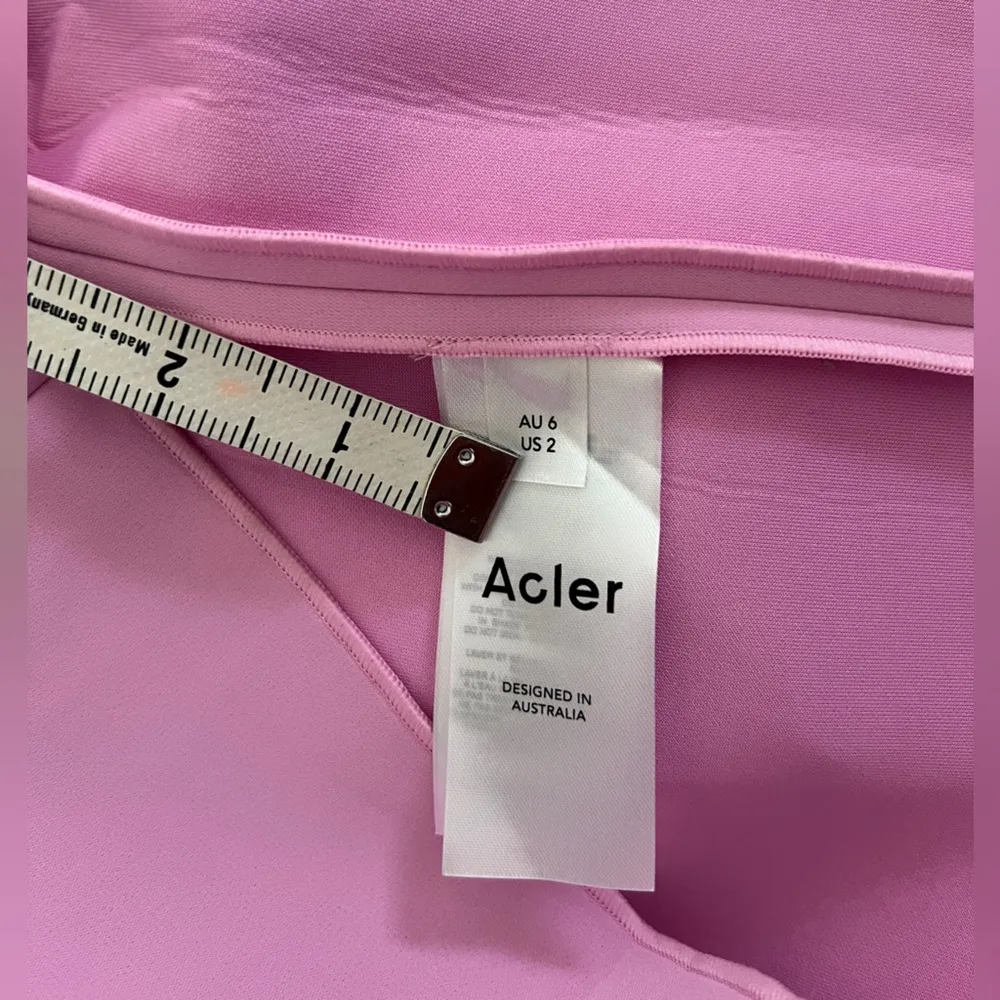 Made in Germany
2
1
AU 6
US 2
Acler
DESIGNED IN
AUSTRALIA